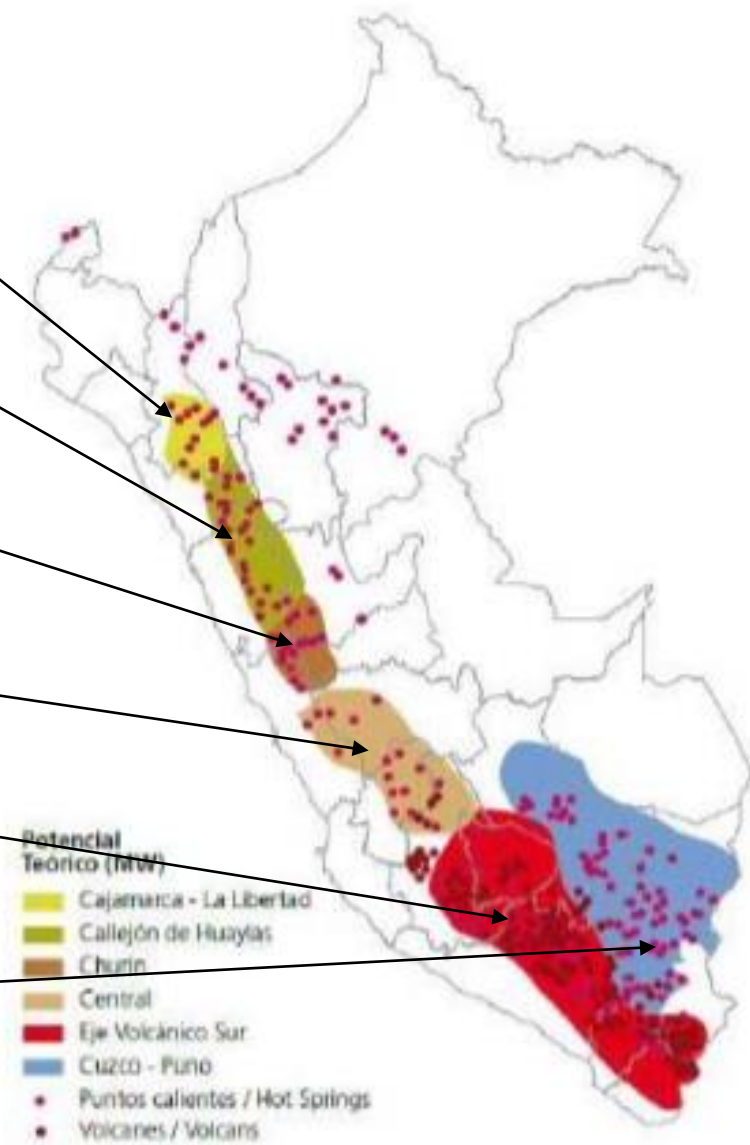 Potencial
Teórico (MW)
Cajamarca - La Libertad
Callejón de Huaylas
Churín
Central
Eje Volcánico Sur
Cuzco - Puno
Puntos calientes / Hot Springs
Volcanes / Volcans